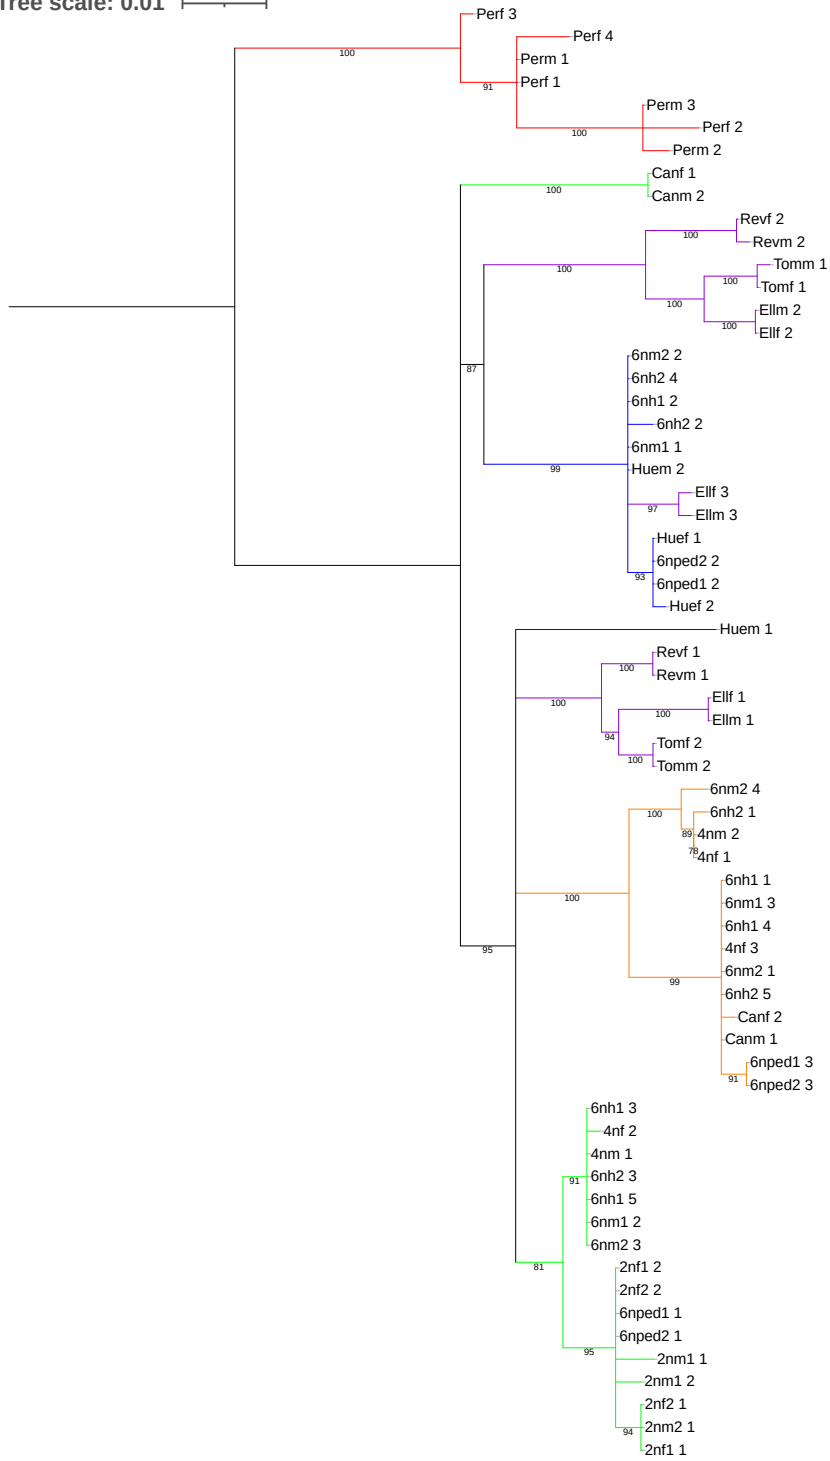 Tree scale: 0.01
Perf 3
Perf 4
100
Perm 1
Perf 1
91
Perm 3
Perf 2
100
Perm 2
Canf 1
100
Canm 2
Revf 2
100
Revm 2
Tomm 1
100
100
Tomf 1
100
Ellm 2
100
Ellf 2
6nm2 2
87
6nh2 4
6nh1 2
6nh2 2
6nm1 1
99
Huem 2
Ellf 3
97
Ellm 3
Huef 1
6nped2 2
93
6nped1 2
Huef 2
Huem 1
Revf 1
100
Revm 1
Ellf 1
100
100
Ellm 1
94
Tomf 2
100
Tomm 2
6nm2 4
100
6nh2 1
89
4nm 2
78
4nf 1
6nh1 1
100
6nm1 3
6nh1 4
95
4nf 3
6nm2 1
99
6nh2 5
Canf 2
Canm 1
6nped1 3
91
6nped2 3
6nh1 3
4nf 2
4nm 1
91
6nh2 3
6nh1 5
6nm1 2
6nm2 3
81
2nf1 2
2nf2 2
6nped1 1
6nped2 1
95
2nm1 1
2nm1 2
2nf2 1
94
2nm2 1
2nf1 1